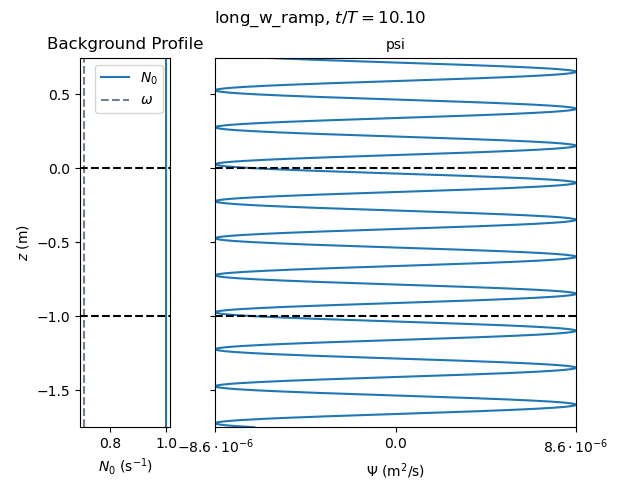 long_w_ramp, t/T = 10.10
Background Profile
psi
N₀
ω
0.5
0.0
−0.5
−1.0
−1.5
z (m)
0.8
1.0
−8.6 · 10⁻⁶
0.0
8.6 · 10⁻⁶
N₀ (s⁻¹)
Ψ (m²/s)